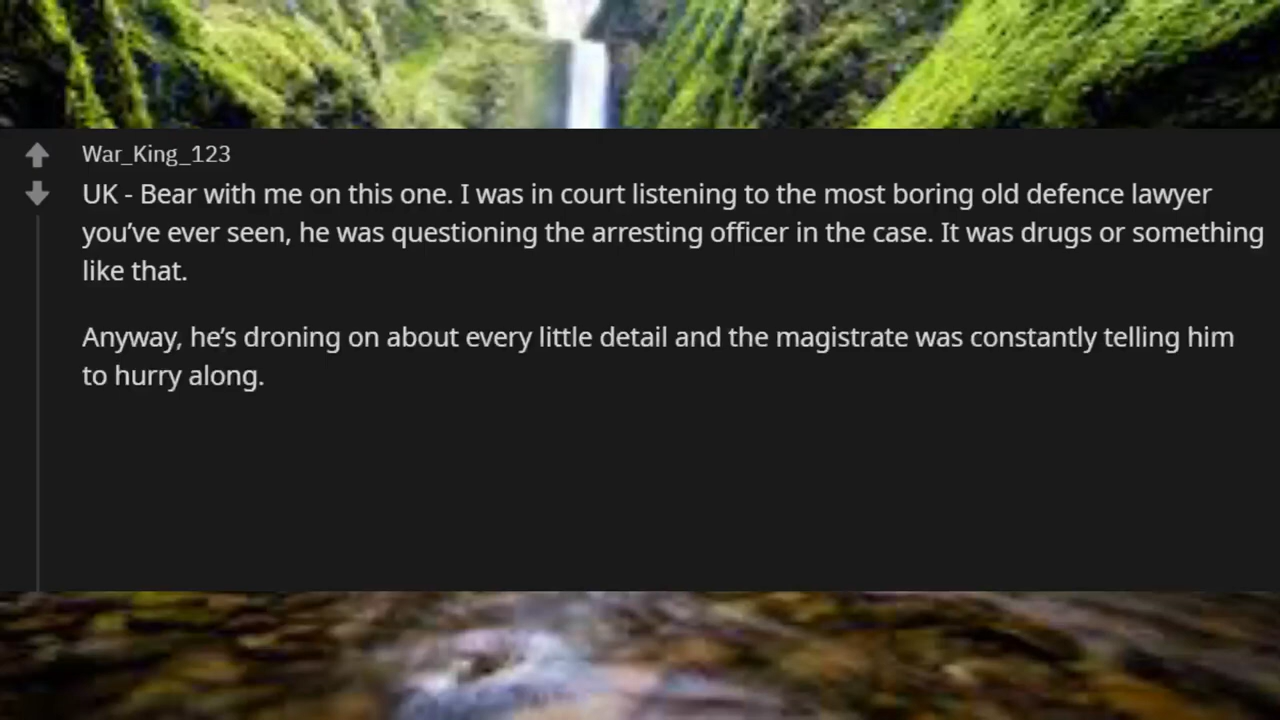 War_King_123
UK - Bear with me on this one. I was in court listening to the most boring old defence lawyer
you’ve ever seen, he was questioning the arresting officer in the case. It was drugs or something
like that.
Anyway, he’s droning on about every little detail and the magistrate was constantly telling him
to hurry along.